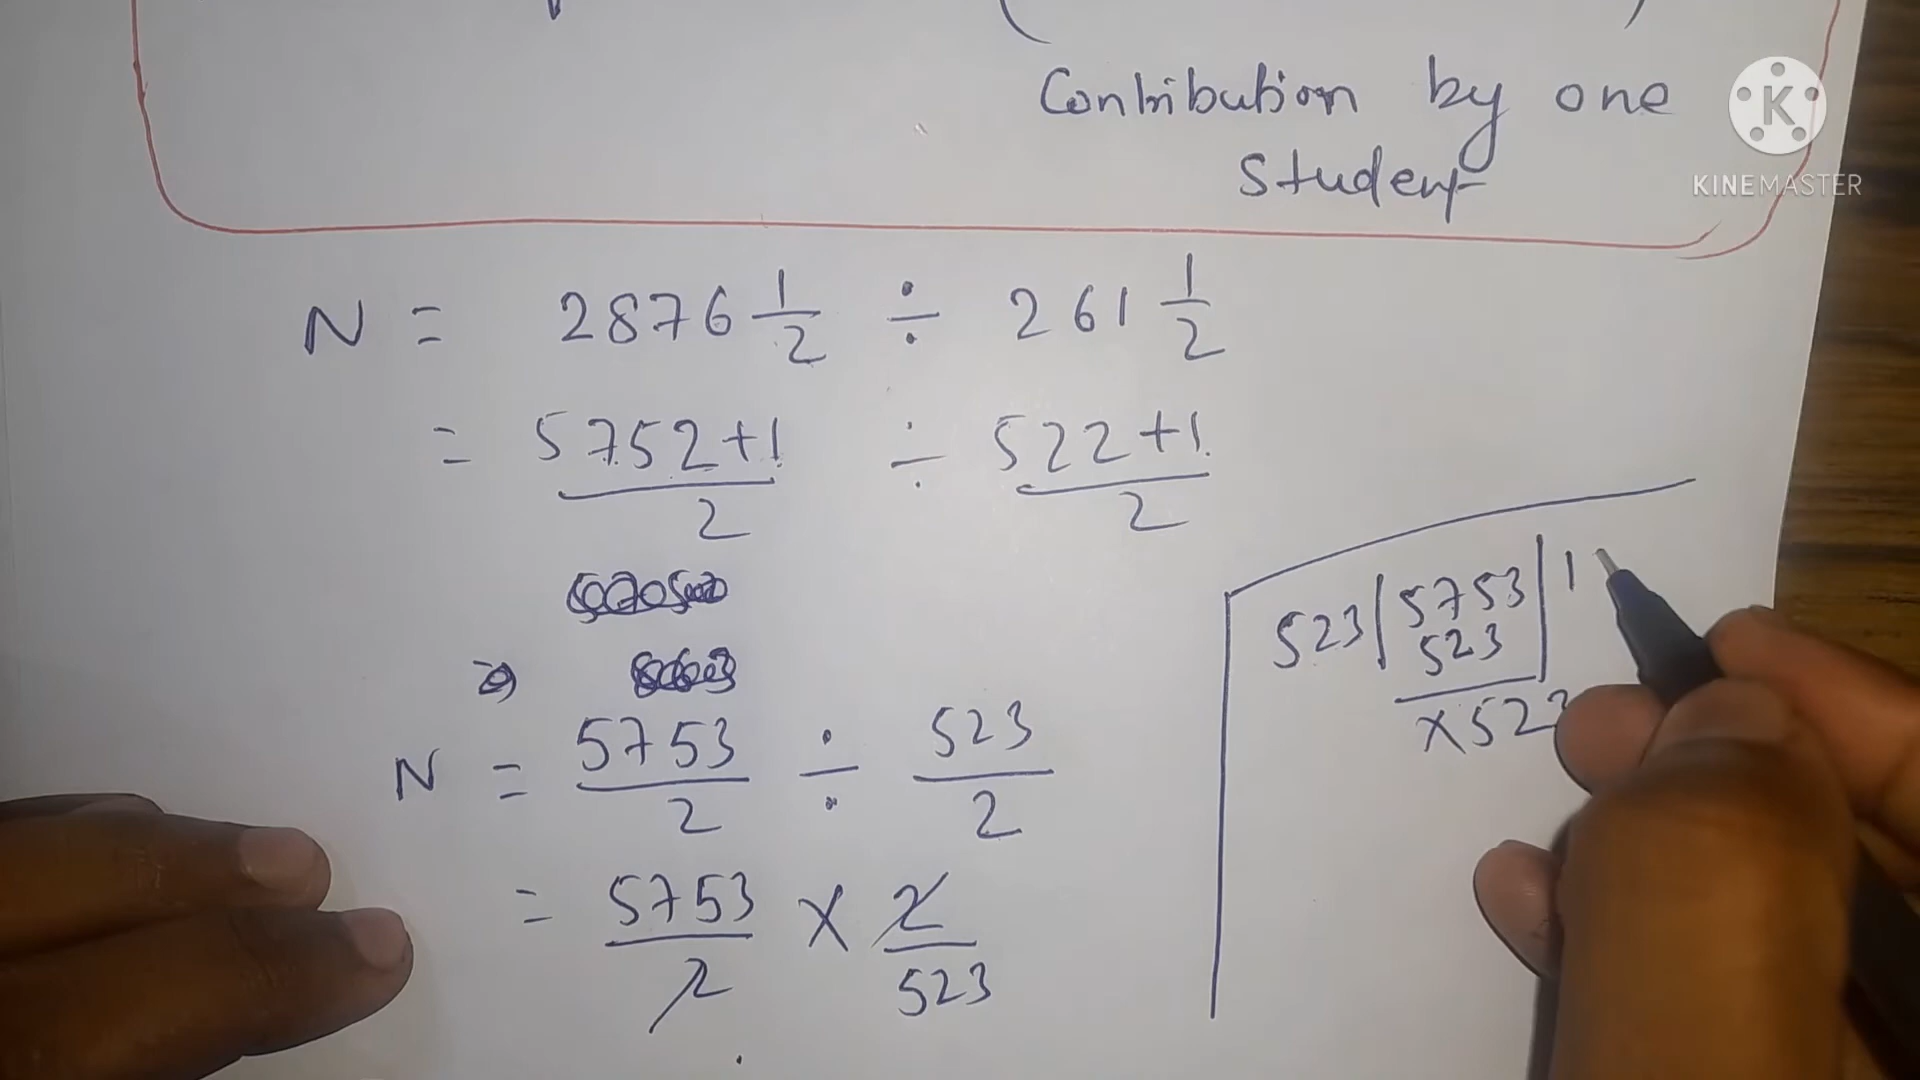 Contribution by one
Student
KINEMASTER
N = 2876 1/2 ÷ 261 1/2
= 5752+1/2 ÷ 522+1/2
N = 5753/2 ÷ 523/2
= 5753/2 × 2/523
523 | 5753 | 1
523
×523